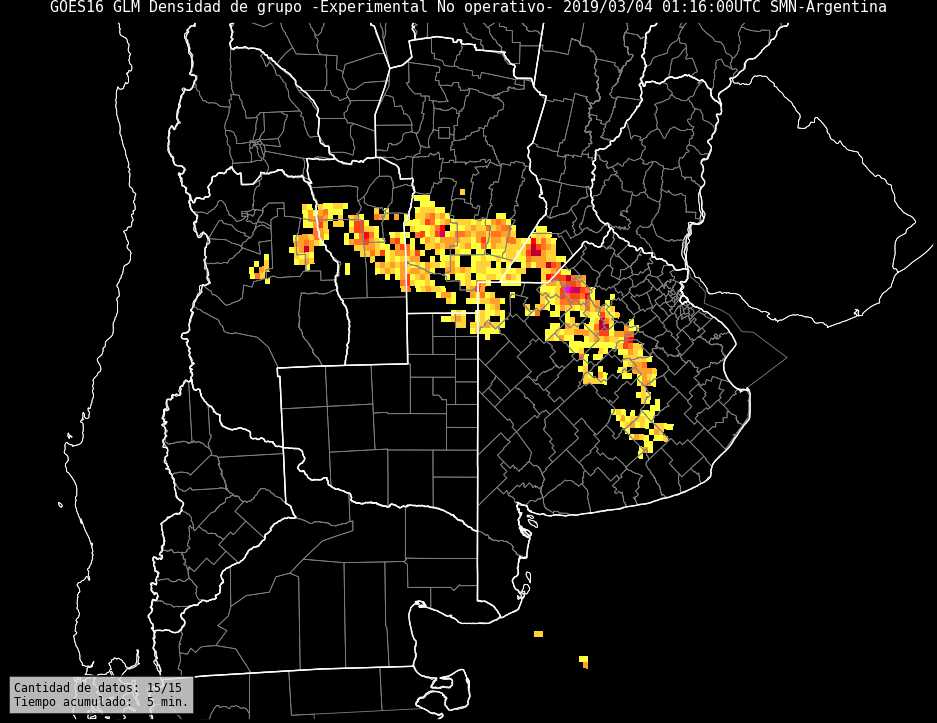 GOES16 GLM Densidad de grupo -Experimental No operativo- 2019/03/04 01:16:00UTC SMN-Argentina
Cantidad de datos: 15/15
Tiempo acumulado:  5 min.